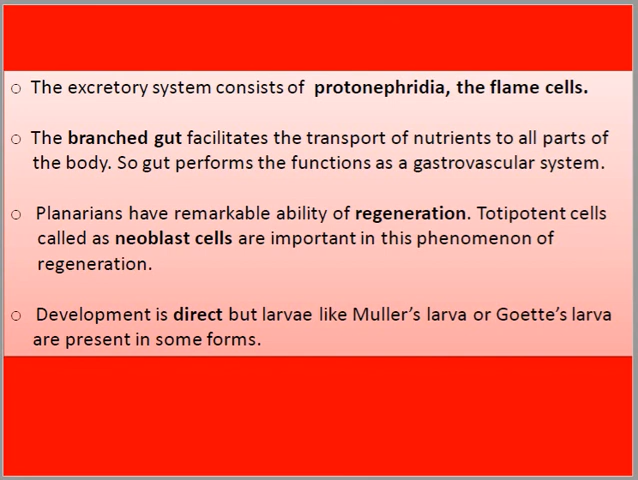 The excretory system consists of protonephridia, the flame cells.
The branched gut facilitates the transport of nutrients to all parts of
the body. So gut performs the functions as a gastrovascular system.
Planarians have remarkable ability of regeneration. Totipotent cells
called as neoblast cells are important in this phenomenon of
regeneration.
Development is direct but larvae like Muller’s larva or Goette’s larva
are present in some forms.